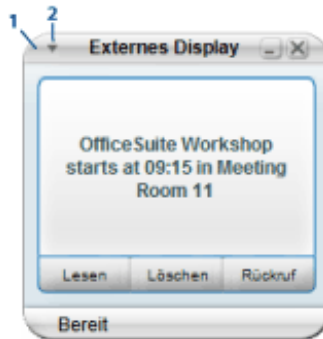 1 2
Externes Display
OfficeSuite Workshop
starts at 09:15 in Meeting
Room 11
Lesen Löschen Rückruf
Bereit